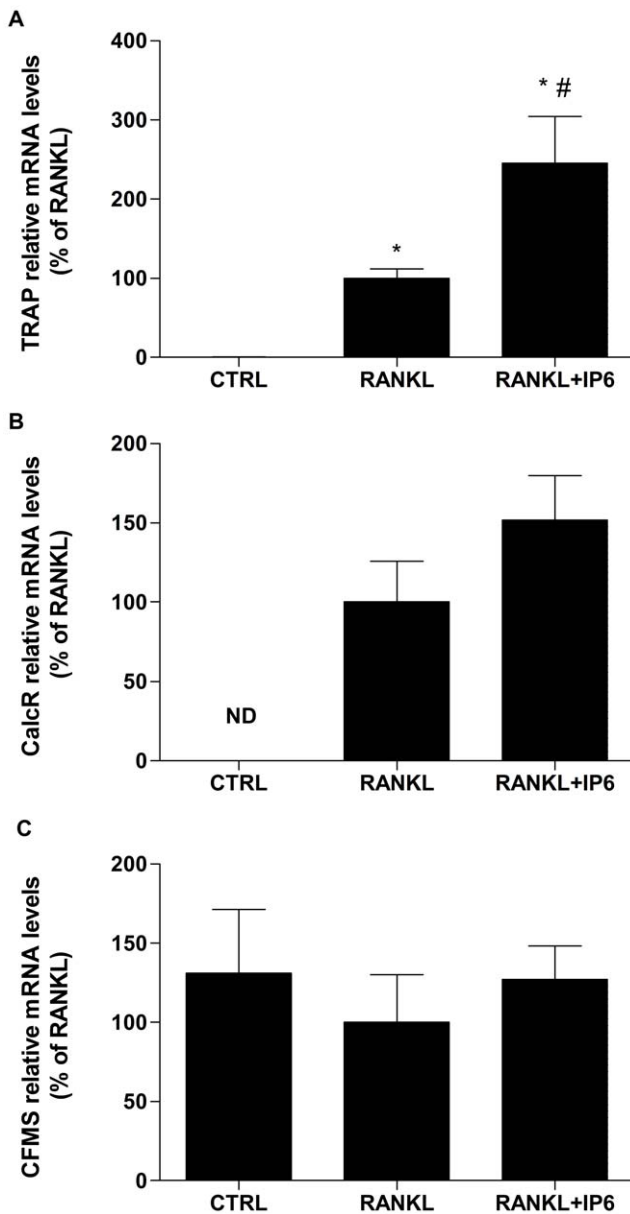 A
TRAP relative mRNA levels
(% of RANKL)
400
300
200
100
0
*
* #
CTRL RANKL RANKL+IP6
B
CalcR relative mRNA levels
(% of RANKL)
200
150
100
50
0
ND
CTRL RANKL RANKL+IP6
C
CFMS relative mRNA levels
(% of RANKL)
200
150
100
50
0
CTRL RANKL RANKL+IP6